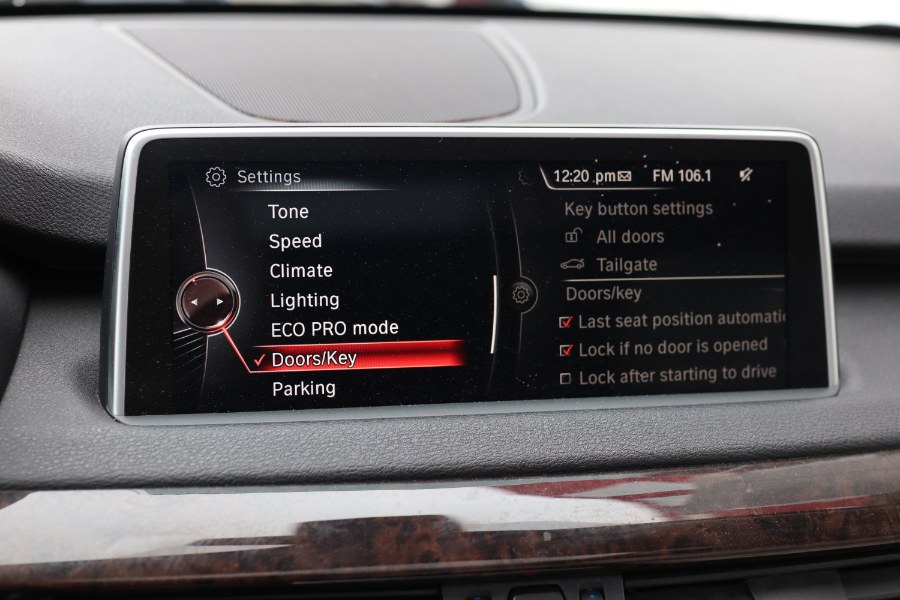 Settings
12:20 pm FM 106.1
Tone
Speed
Climate
Lighting
ECO PRO mode
Doors/Key
Parking
Key button settings
All doors
Tailgate
Doors/key
Last seat position automati
Lock if no door is opened
Lock after starting to drive